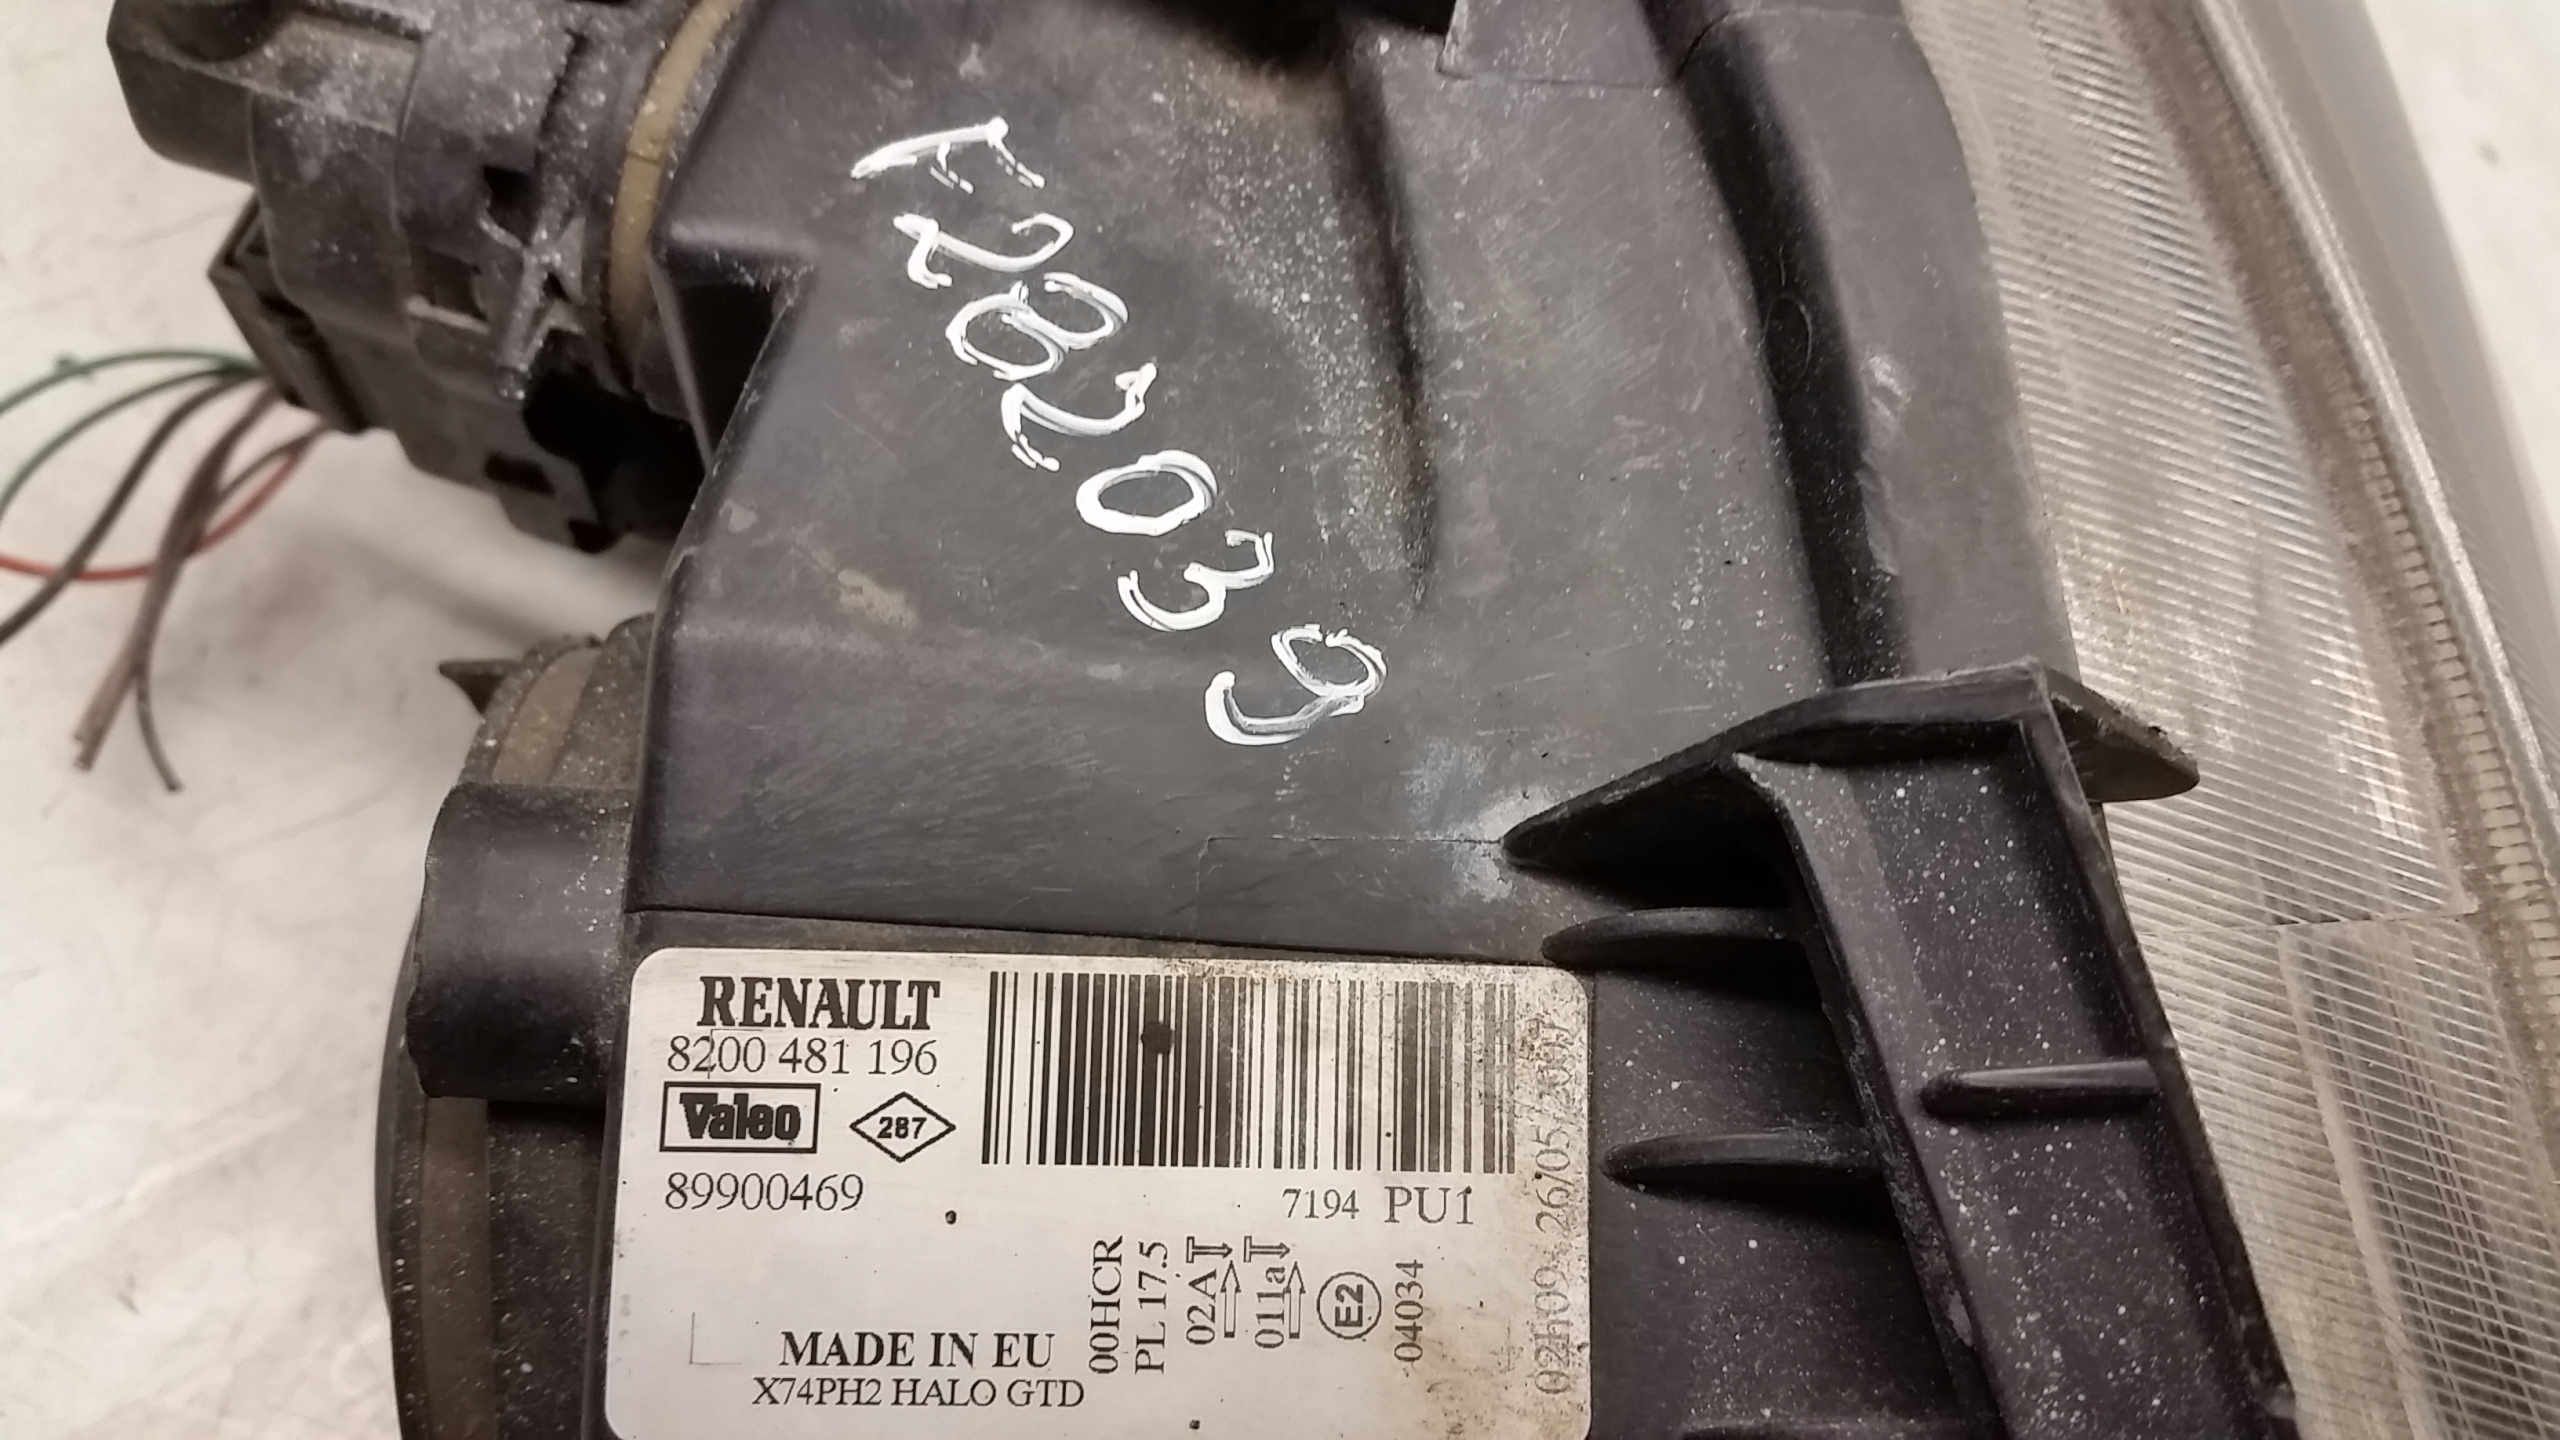 F282039
RENAULT
8200 481 196
Valeo
287
89900469
7194 PU1
00HCR
PL 17.5
02A
011a
E2
04034
MADE IN EU
X74PH2 HALO GTD
02h09 26/05/